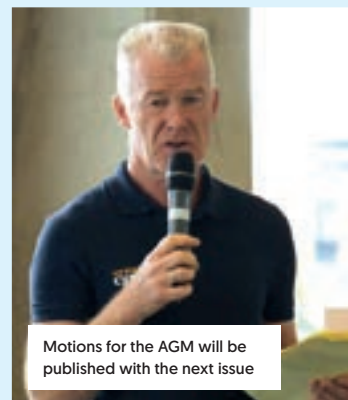 Motions for the AGM will be
published with the next issue